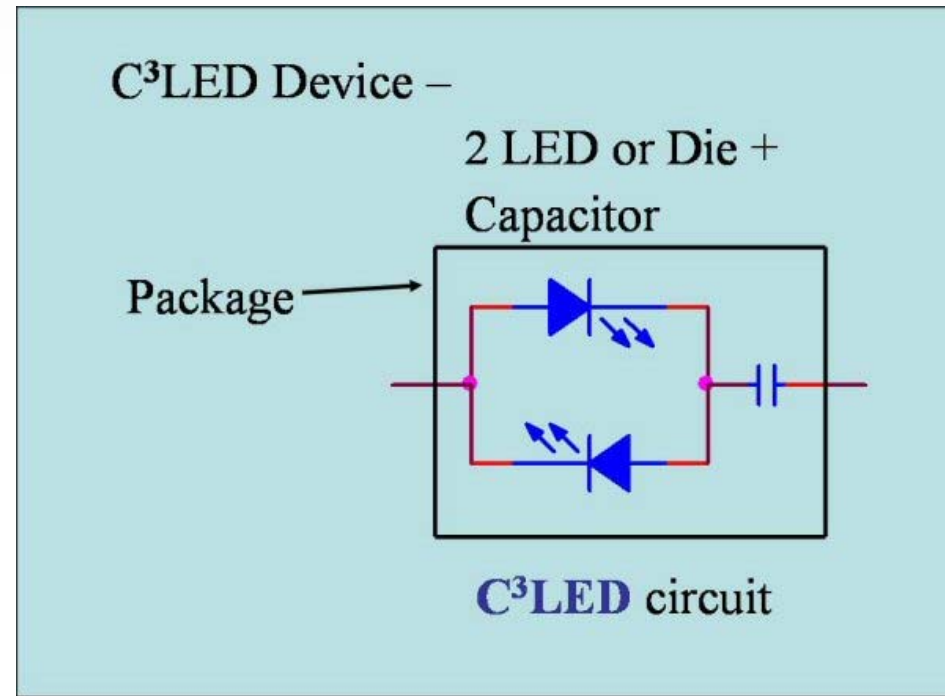 C³LED Device –
2 LED or Die +
Capacitor
Package
C³LED circuit